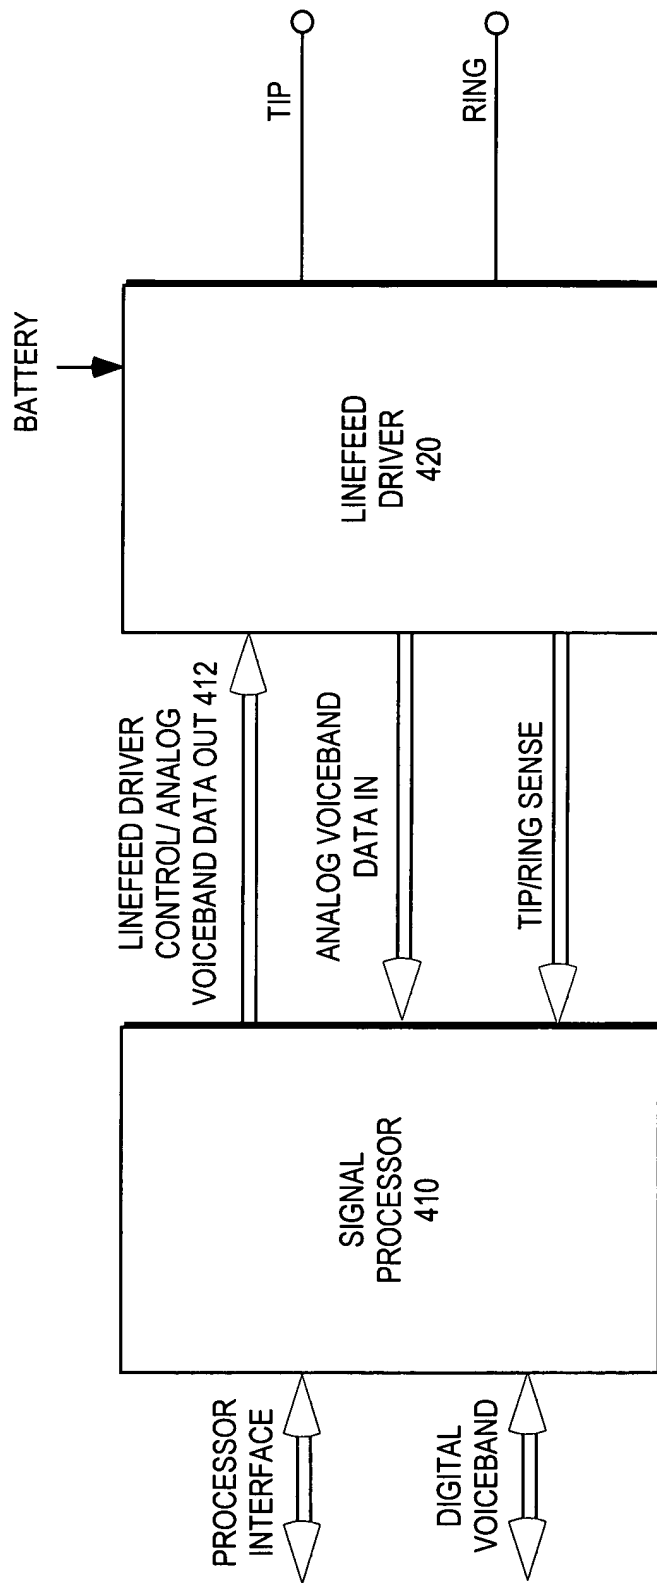 PROCESSOR
INTERFACE
DIGITAL
VOICEBAND
SIGNAL
PROCESSOR
410
LINEFEED DRIVER
CONTROL/ ANALOG
VOICEBAND DATA OUT 412
ANALOG VOICEBAND
DATA IN
TIP/RING SENSE
LINEFEED
DRIVER
420
BATTERY
TIP
RING